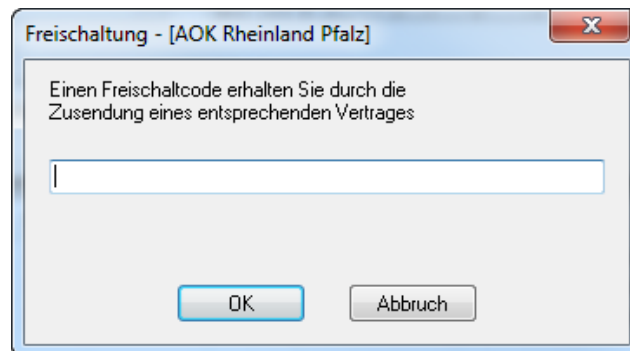 Freischaltung - [AOK Rheinland Pfalz]
Einen Freischaltcode erhalten Sie durch die
Zusendung eines entsprechenden Vertrages
OK
Abbruch